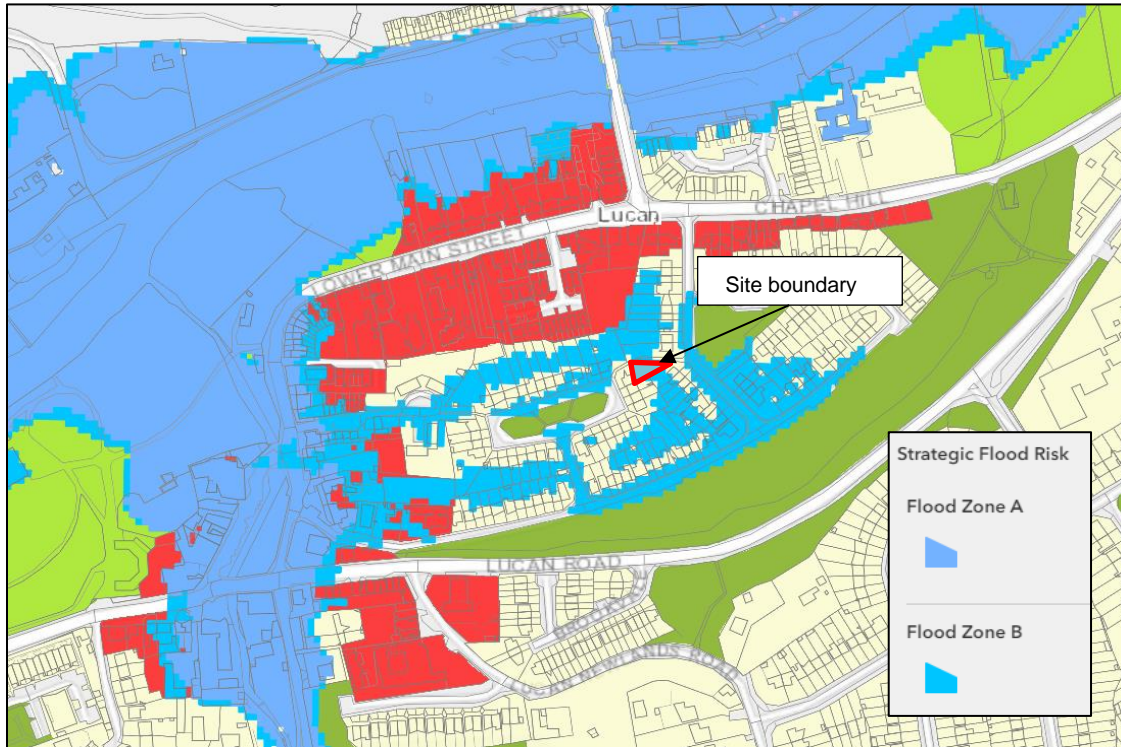 ROAD
CHAPEL HILL
Lucan
LOWER MAIN STREET
Site boundary
Strategic Flood Risk
Flood Zone A
Flood Zone B
LUCAN ROAD
LUCAN NEWLANDS ROAD